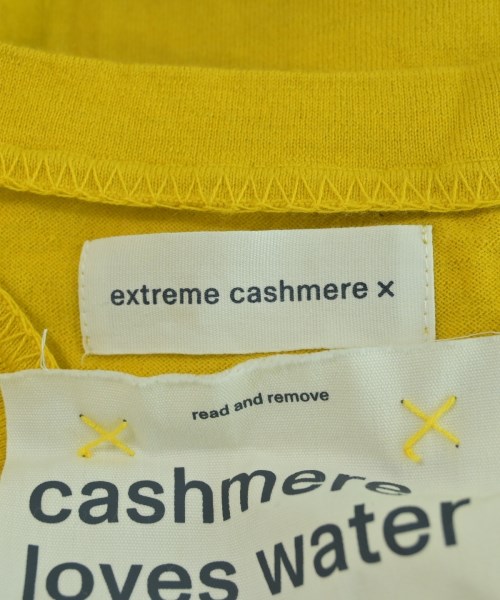 extreme cashmere x
read and remove
cashmere
loves water